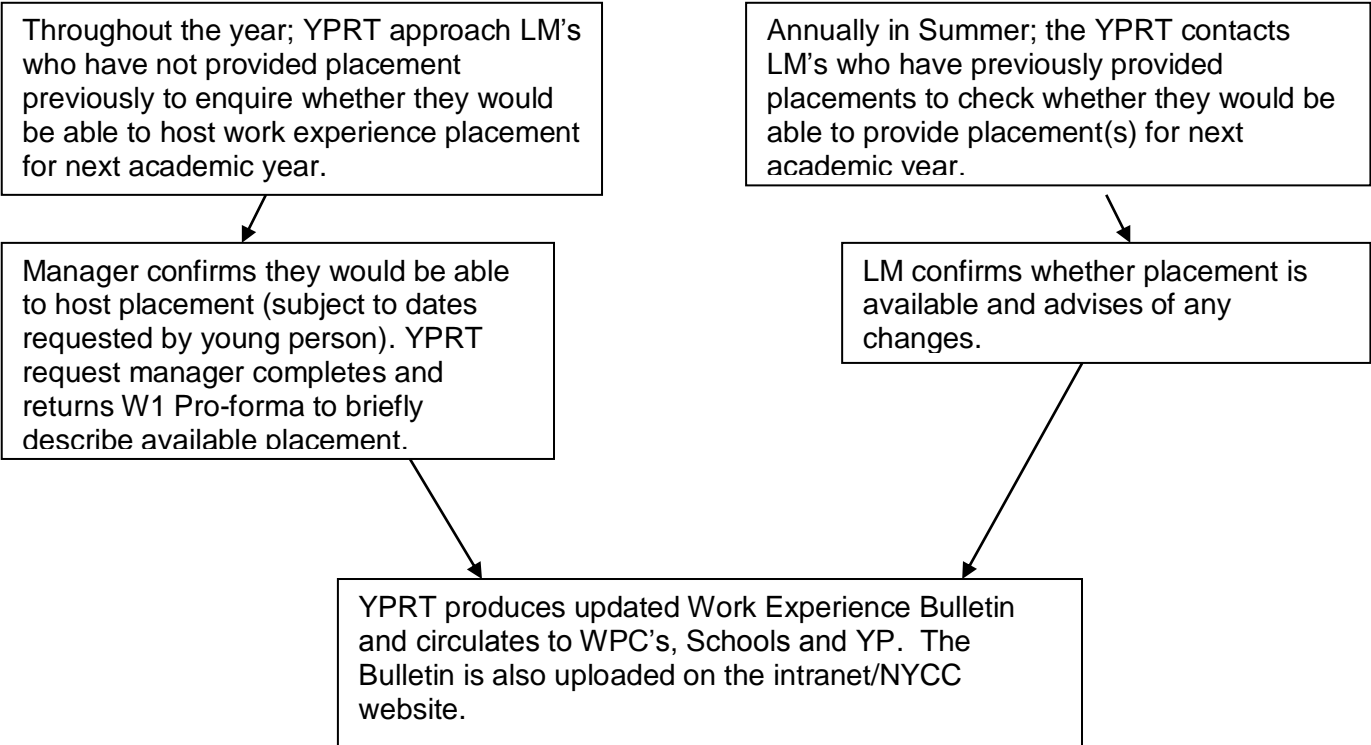 Throughout the year; YPRT approach LM's
who have not provided placement
previously to enquire whether they would
be able to host work experience placement
for next academic year.
Annually in Summer; the YPRT contacts
LM's who have previously provided
placements to check whether they would be
able to provide placement(s) for next
academic year.
Manager confirms they would be able
to host placement (subject to dates
requested by young person). YPRT
request manager completes and
returns W1 Pro-forma to briefly
describe available placement.
LM confirms whether placement is
available and advises of any
changes.
YPRT produces updated Work Experience Bulletin
and circulates to WPC's, Schools and YP.  The
Bulletin is also uploaded on the intranet/NYCC
website.